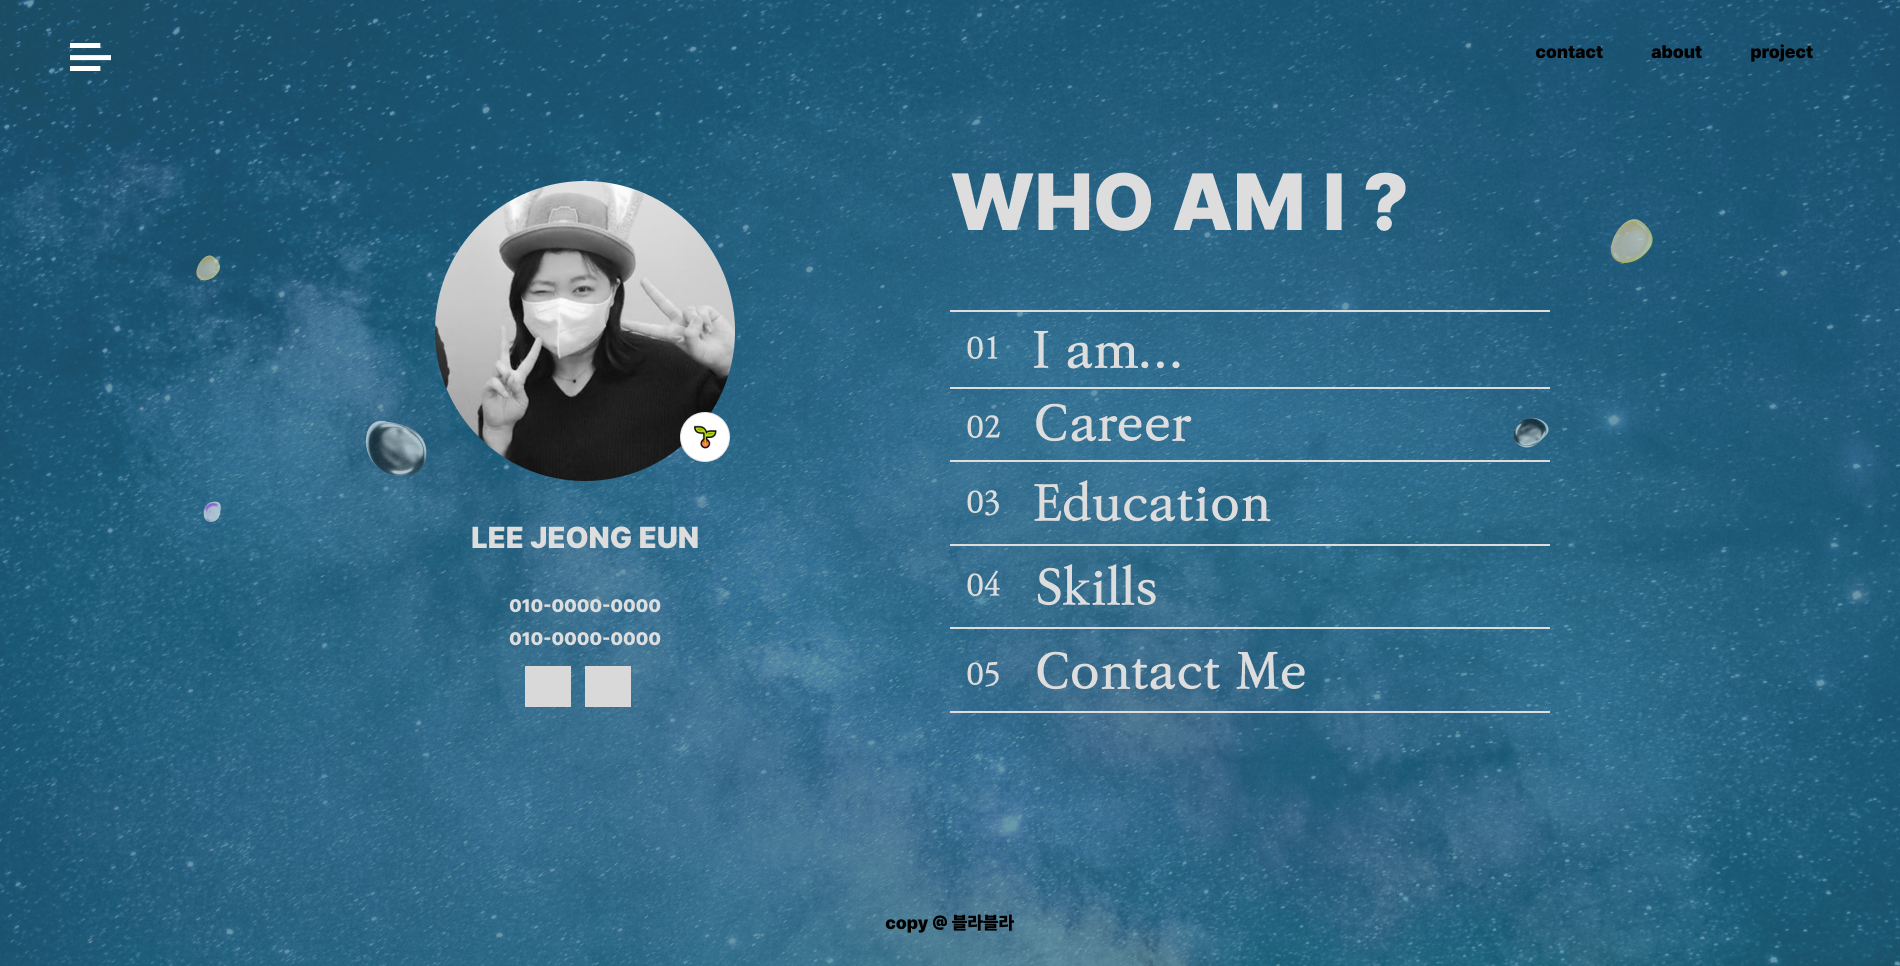 contact about project
WHO AM I ?
01 I am...
02 Career
03 Education
04 Skills
05 Contact Me
LEE JEONG EUN
010-0000-0000
010-0000-0000
copy @ 블라블라